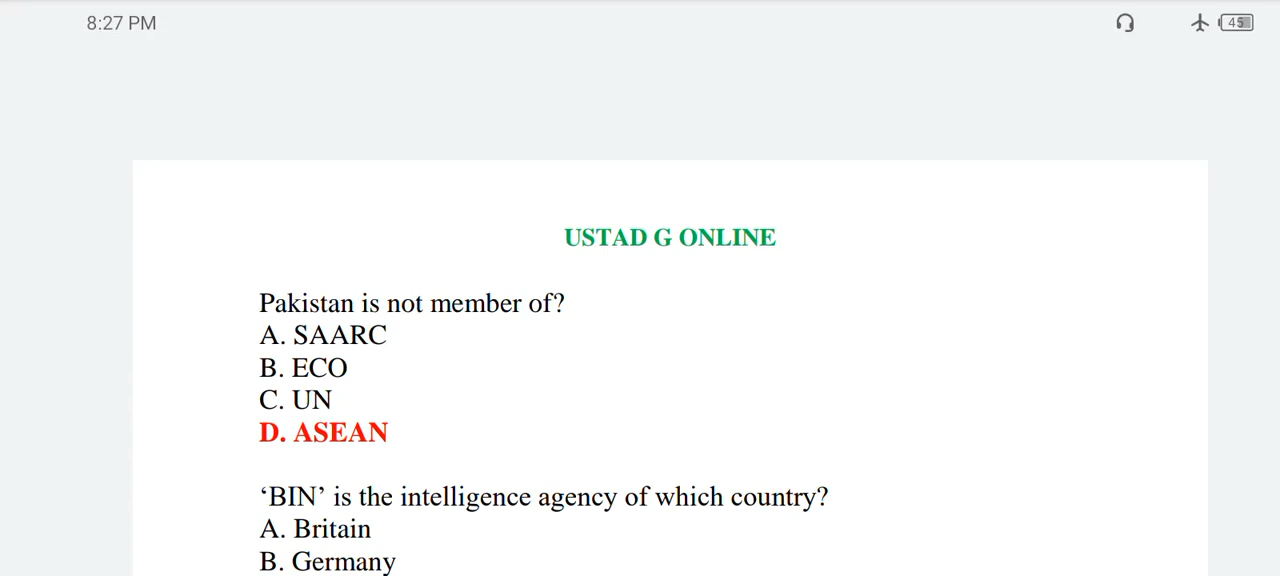 8:27 PM
45
USTAD G ONLINE
Pakistan is not member of?
A. SAARC
B. ECO
C. UN
D. ASEAN
‘BIN’ is the intelligence agency of which country?
A. Britain
B. Germany